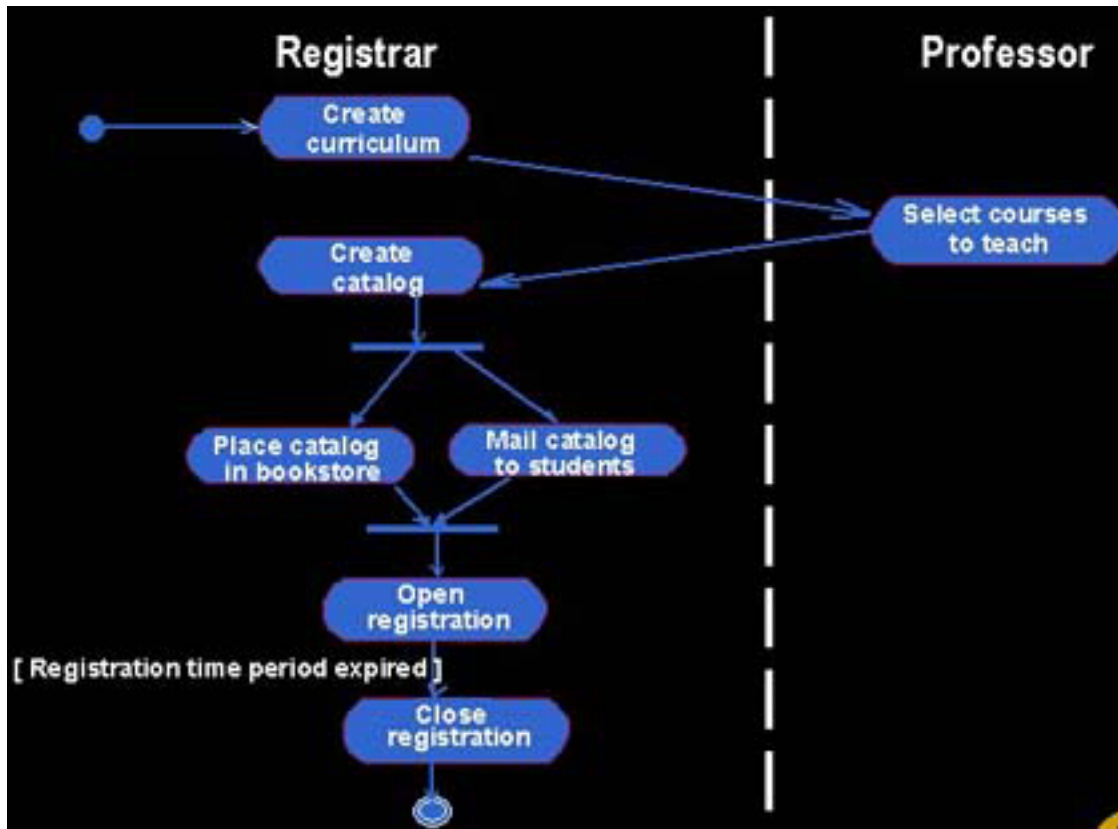 Registrar
Professor
Create
curriculum
Select courses
to teach
Create
catalog
Place catalog
in bookstore
Mail catalog
to students
Open
registration
[ Registration time period expired ]
Close
registration